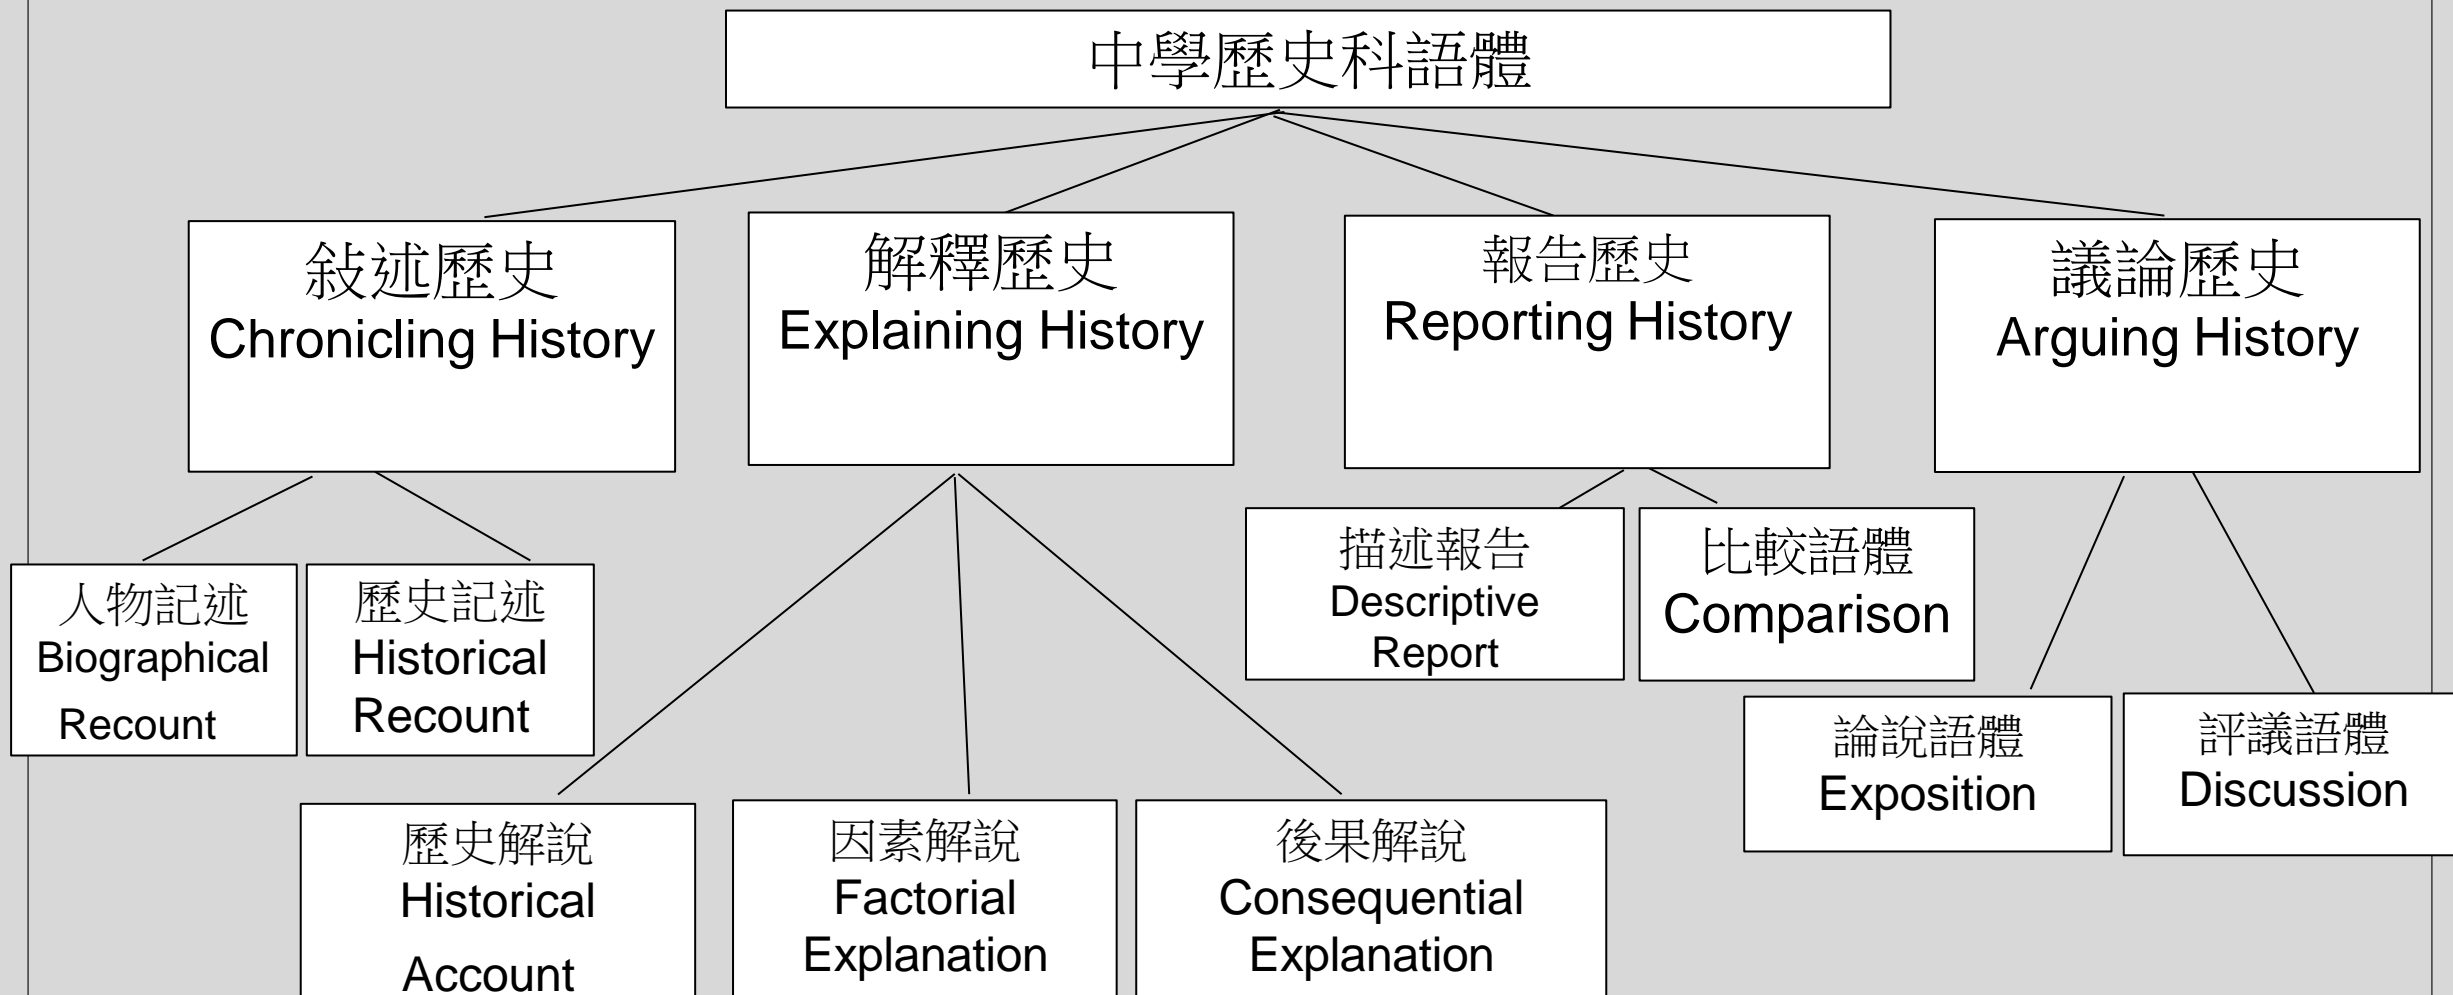 中學歷史科語體
敍述歷史
Chronicling History
解釋歷史
Explaining History
報告歷史
Reporting History
議論歷史
Arguing History
人物記述
Biographical
Recount
歷史記述
Historical
Recount
描述報告
Descriptive
Report
比較語體
Comparison
論說語體
Exposition
評議語體
Discussion
歷史解說
Historical
Account
因素解說
Factorial
Explanation
後果解說
Consequential
Explanation